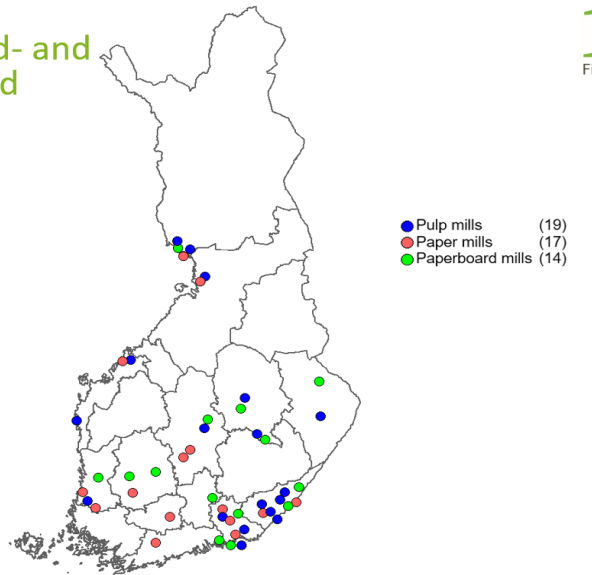 d- and
d
Pulp mills (19)
Paper mills (17)
Paperboard mills (14)